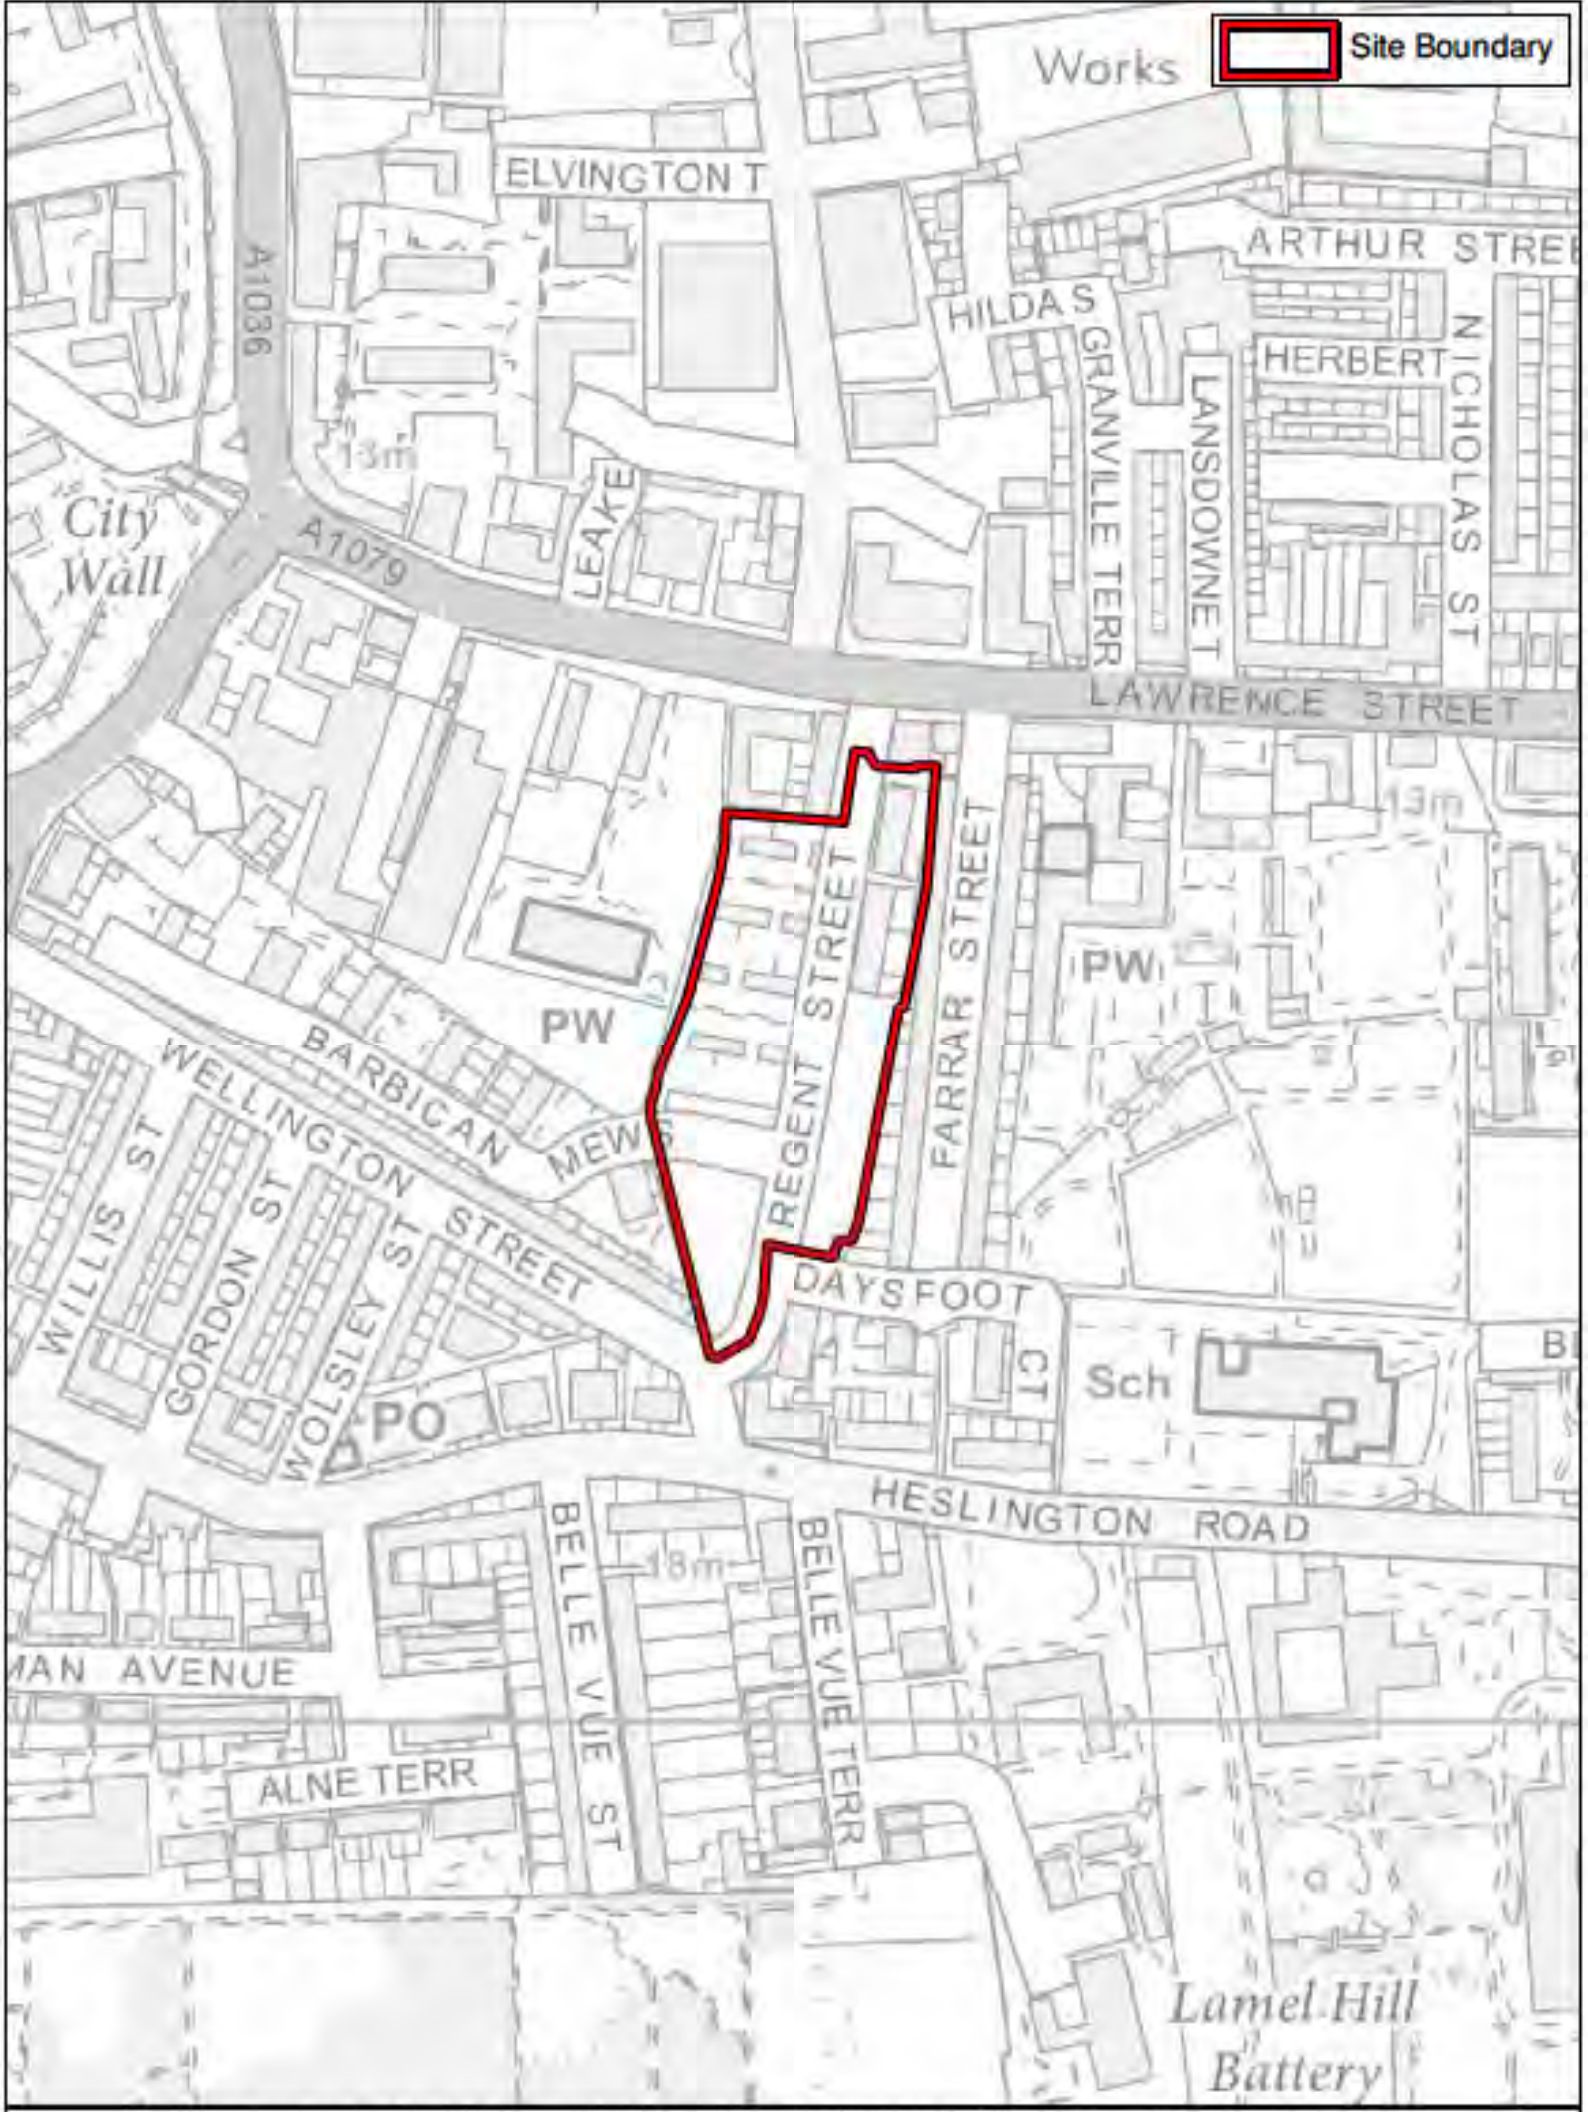 Site Boundary
Works
ELVINGTON T
ARTHUR STREE
A1036
HILDA S
NICHOLAS ST
GRANVILLE TERR
HERBERT
LANSDOWNE T
13m
LEAKE
City
Wall
A1079
LAWRENCE STREET
13m
REGENT STREET
FARRAR STREET
PW
PW
BARBICAN MEWS
WELLINGTON STREET
WILLIS ST
GORDON ST
WOLSLEY ST
DAYSFOOT CT
Sch
PO
HESLINGTON ROAD
BELLE VUE ST
BELLE VUE TERR
18m
MAN AVENUE
ALNE TERR
Lamel Hill
Battery